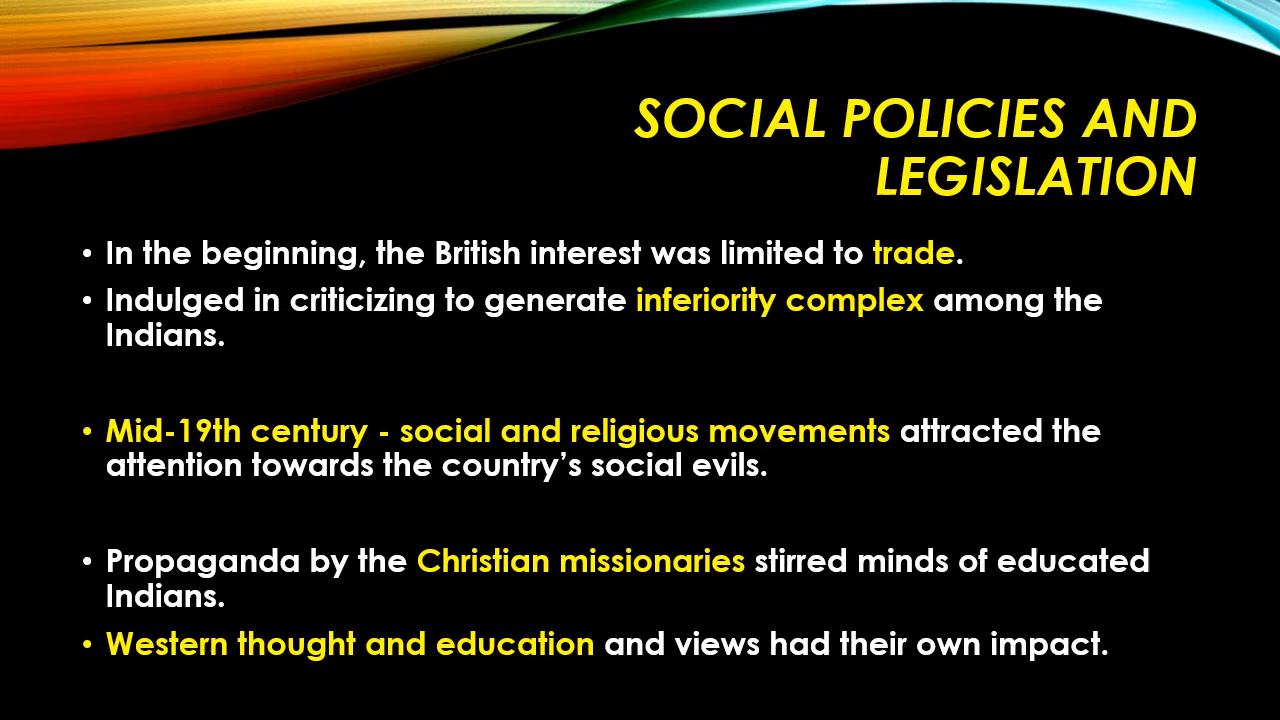 SOCIAL POLICIES AND
LEGISLATION
• In the beginning, the British interest was limited to trade.
• Indulged in criticizing to generate inferiority complex among the
Indians.
• Mid-19th century - social and religious movements attracted the
attention towards the country’s social evils.
• Propaganda by the Christian missionaries stirred minds of educated
Indians.
• Western thought and education and views had their own impact.